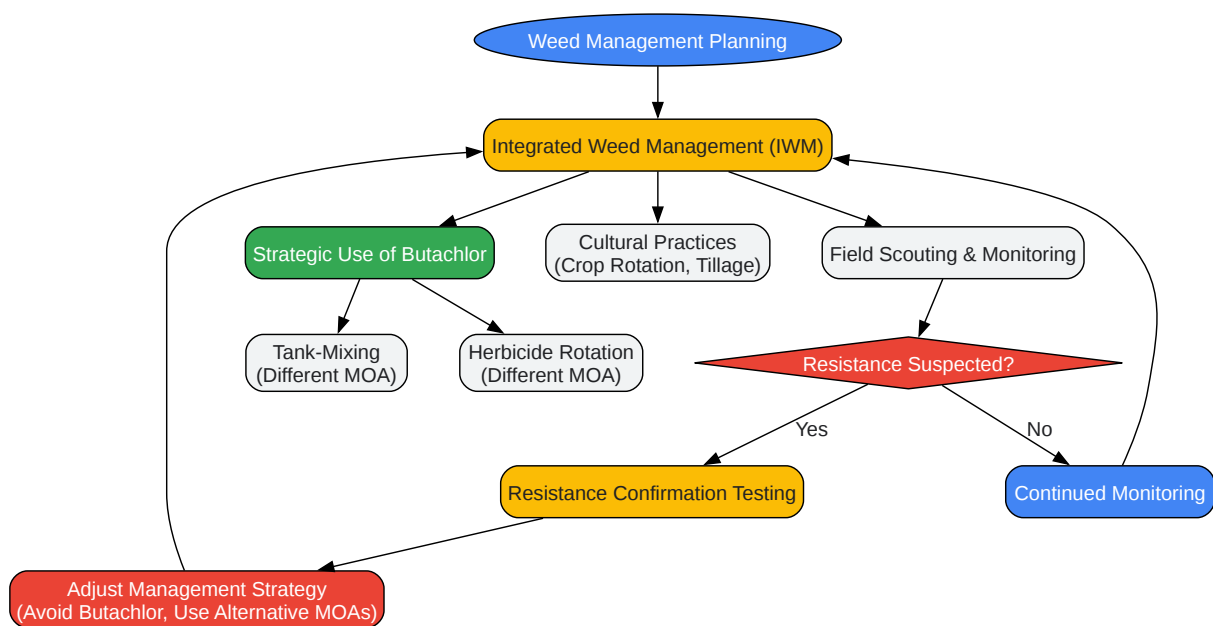 Weed Management Planning
Integrated Weed Management (IWM)
Strategic Use of Butachlor
Cultural Practices
(Crop Rotation, Tillage)
Field Scouting & Monitoring
Tank-Mixing
(Different MOA)
Herbicide Rotation
(Different MOA)
Resistance Suspected?
Yes
No
Resistance Confirmation Testing
Continued Monitoring
Adjust Management Strategy
(Avoid Butachlor, Use Alternative MOAs)